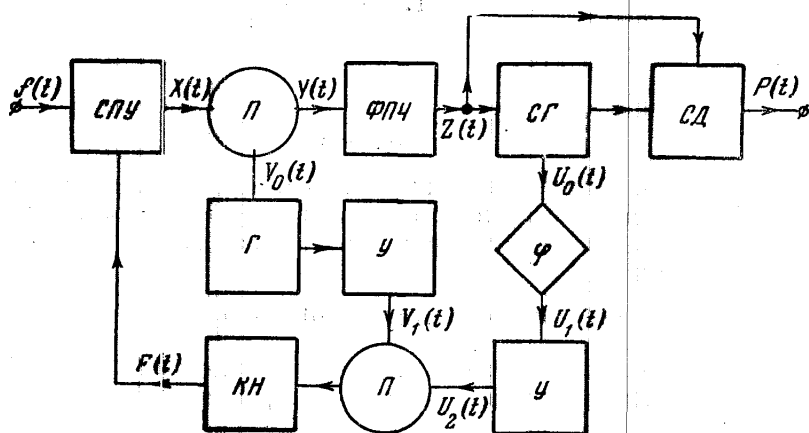 f(t)
СПУ
X(t)
П
Y(t)
ФПЧ
Z(t)
СГ
СД
P(t)
V₀(t)
U₀(t)
Г
У
φ
V₁(t)
U₁(t)
F(t)
КН
П
U₂(t)
У